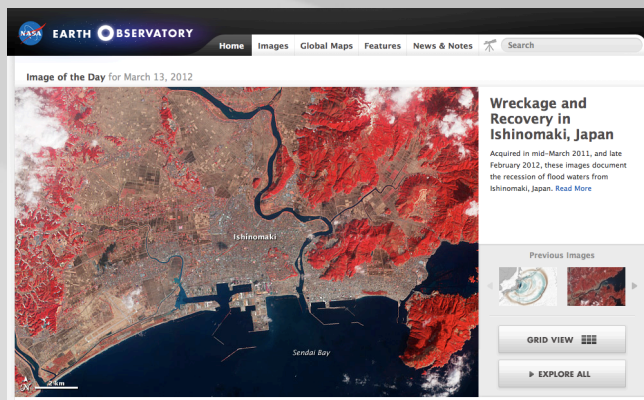 NASA
EARTH OBSERVATORY
Home Images Global Maps Features News & Notes Search
Image of the Day for March 13, 2012
Wreckage and
Recovery in
Ishinomaki, Japan
Acquired in mid-March 2011, and late
February 2012, these images document
the recession of flood waters from
Ishinomaki, Japan. Read More
Ishinomaki
Sendai Bay
N 2 km
Previous Images
GRID VIEW
EXPLORE ALL